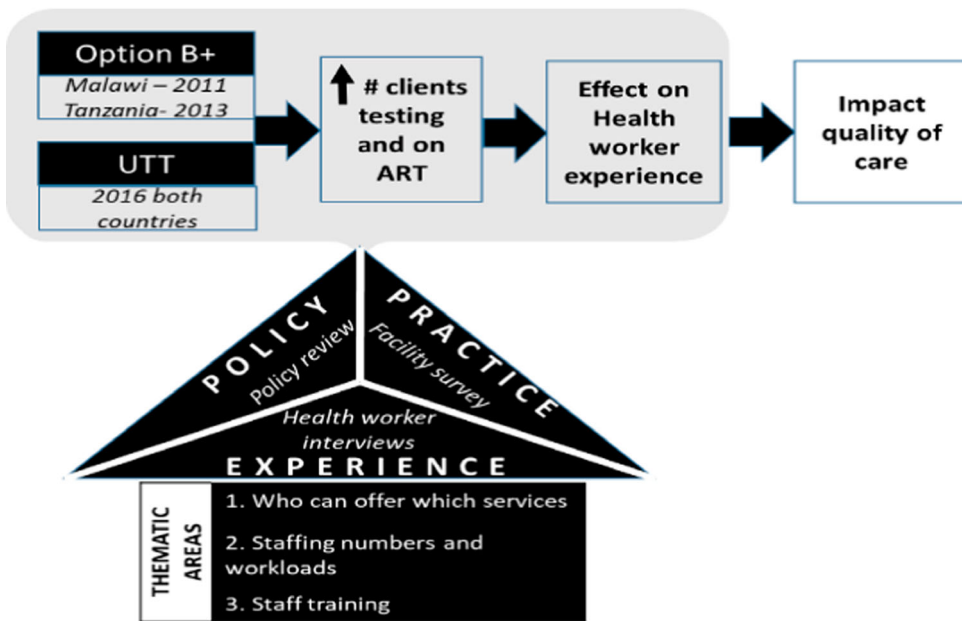 Option B+
Malawi – 2011
Tanzania- 2013
UTT
2016 both
countries
# clients
testing
and on
ART
Effect on
Health
worker
experience
Impact
quality of
care
POLICY
Policy review
PRACTICE
Facility survey
Health worker
interviews
EXPERIENCE
THEMATIC
AREAS
1. Who can offer which services
2. Staffing numbers and
workloads
3. Staff training